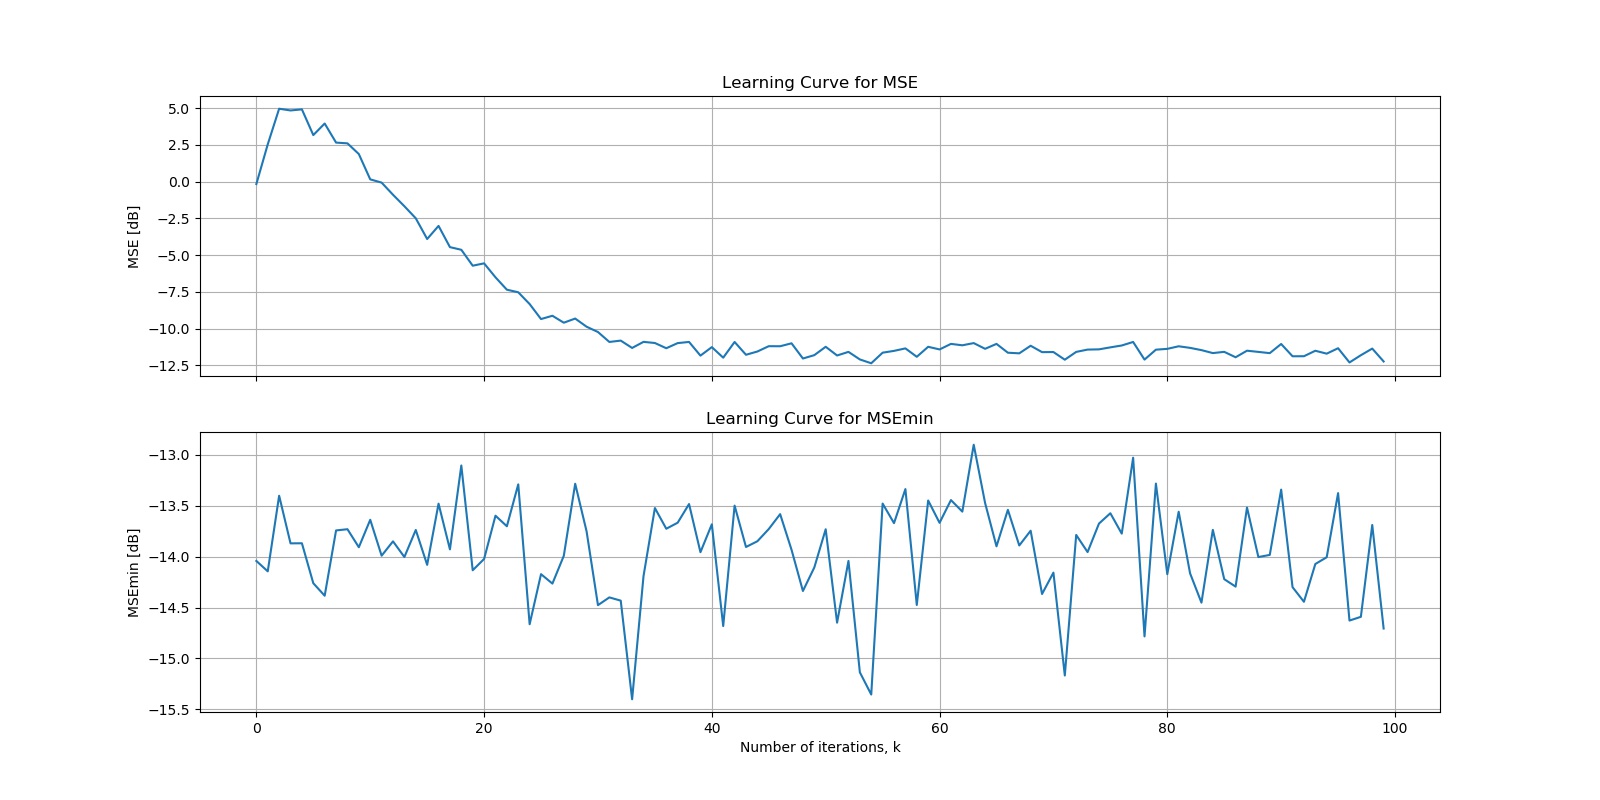 Learning Curve for MSE
MSE [dB]
5.0
2.5
0.0
−2.5
−5.0
−7.5
−10.0
−12.5
Learning Curve for MSEmin
MSEmin [dB]
−13.0
−13.5
−14.0
−14.5
−15.0
−15.5
0 20 40 60 80 100
Number of iterations, k